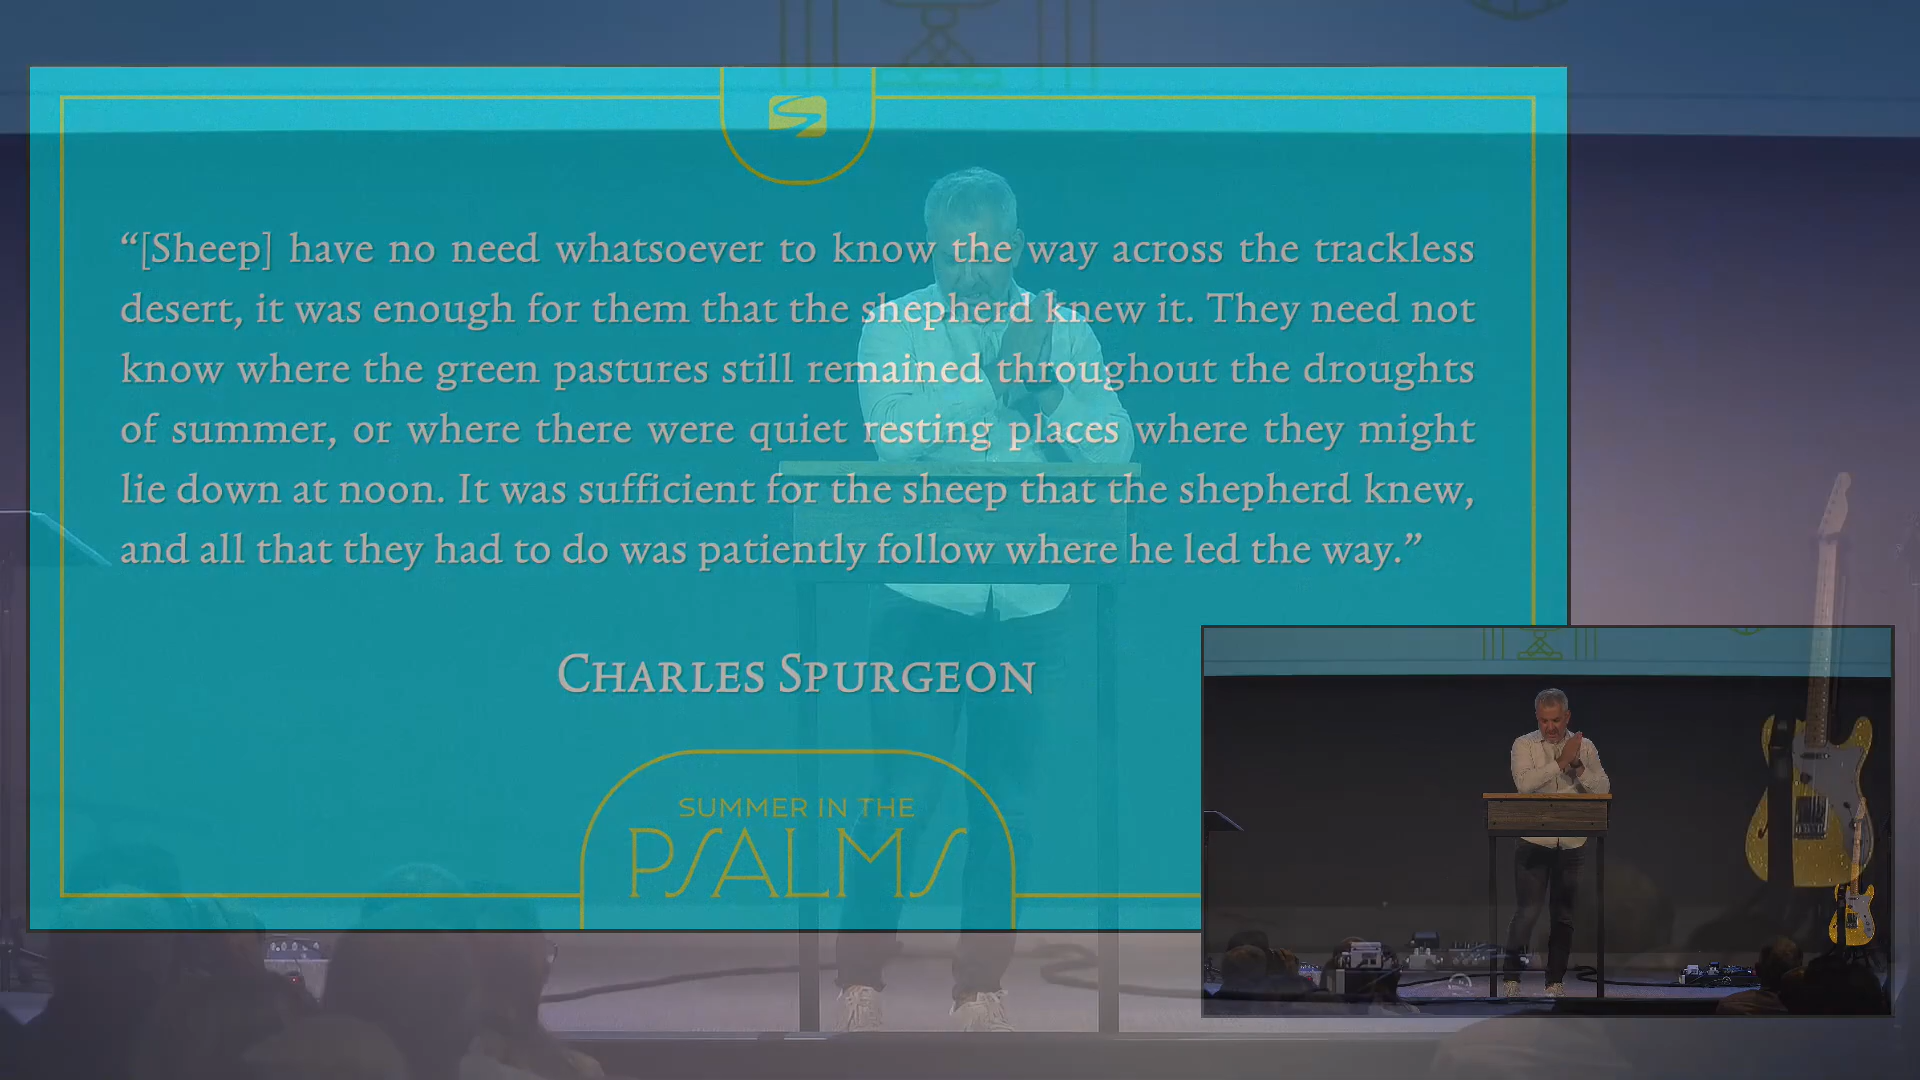 “[Sheep] have no need whatsoever to know the way across the trackless
desert, it was enough for them that the shepherd knew it. They need not
know where the green pastures still remained throughout the droughts
of summer, or where there were quiet resting places where they might
lie down at noon. It was sufficient for the sheep that the shepherd knew,
and all that they had to do was patiently follow where he led the way.”
CHARLES SPURGEON
SUMMER IN THE
PSALMS